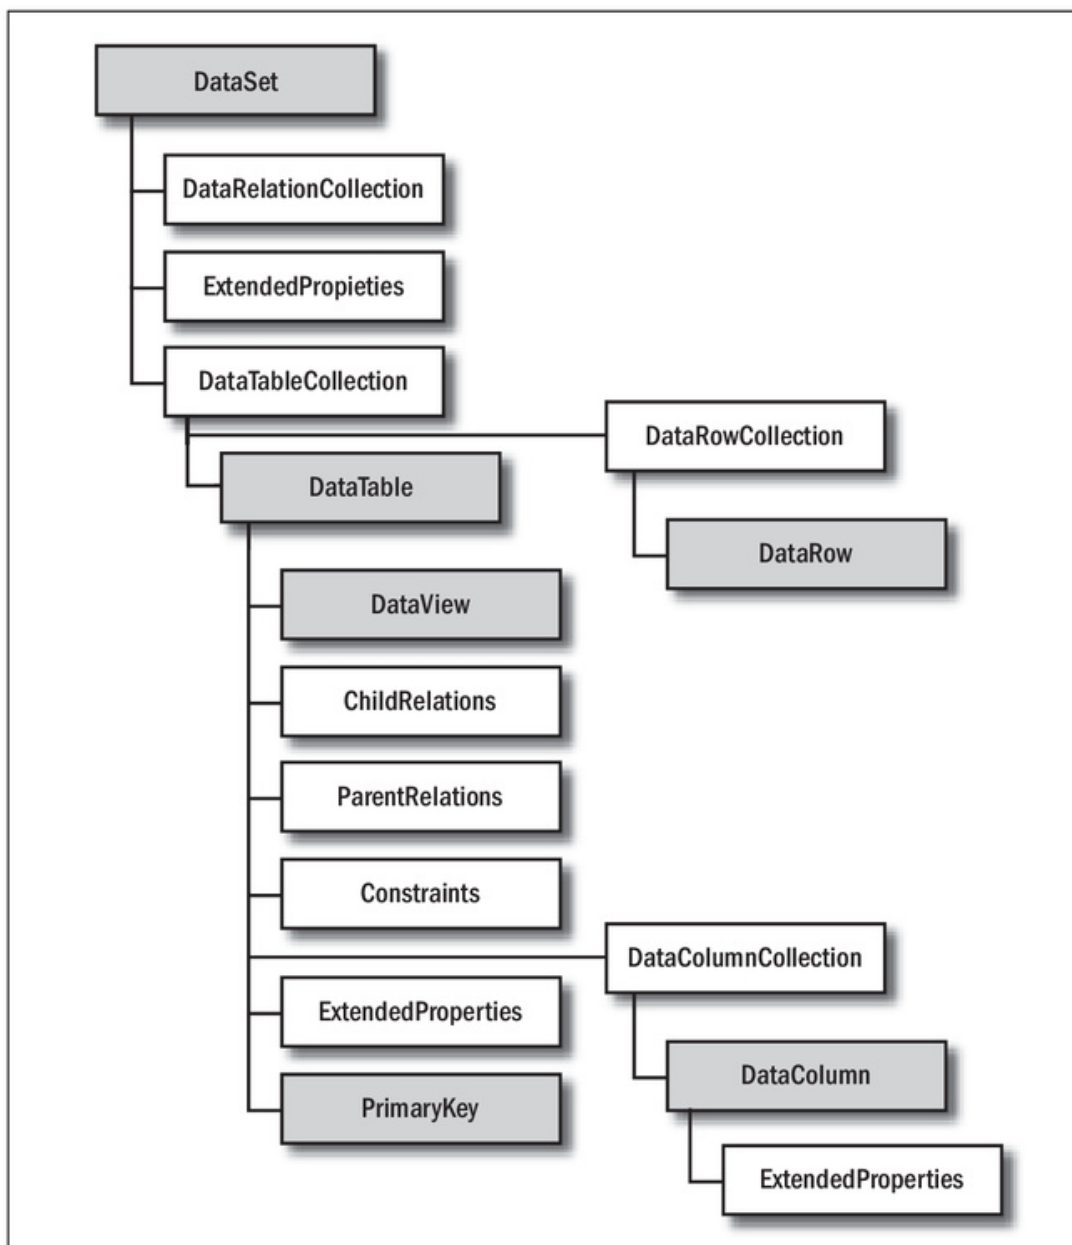 DataSet
DataRelationCollection
ExtendedPropieties
DataTableCollection
DataRowCollection
DataTable
DataRow
DataView
ChildRelations
ParentRelations
Constraints
DataColumnCollection
ExtendedProperties
DataColumn
PrimaryKey
ExtendedProperties